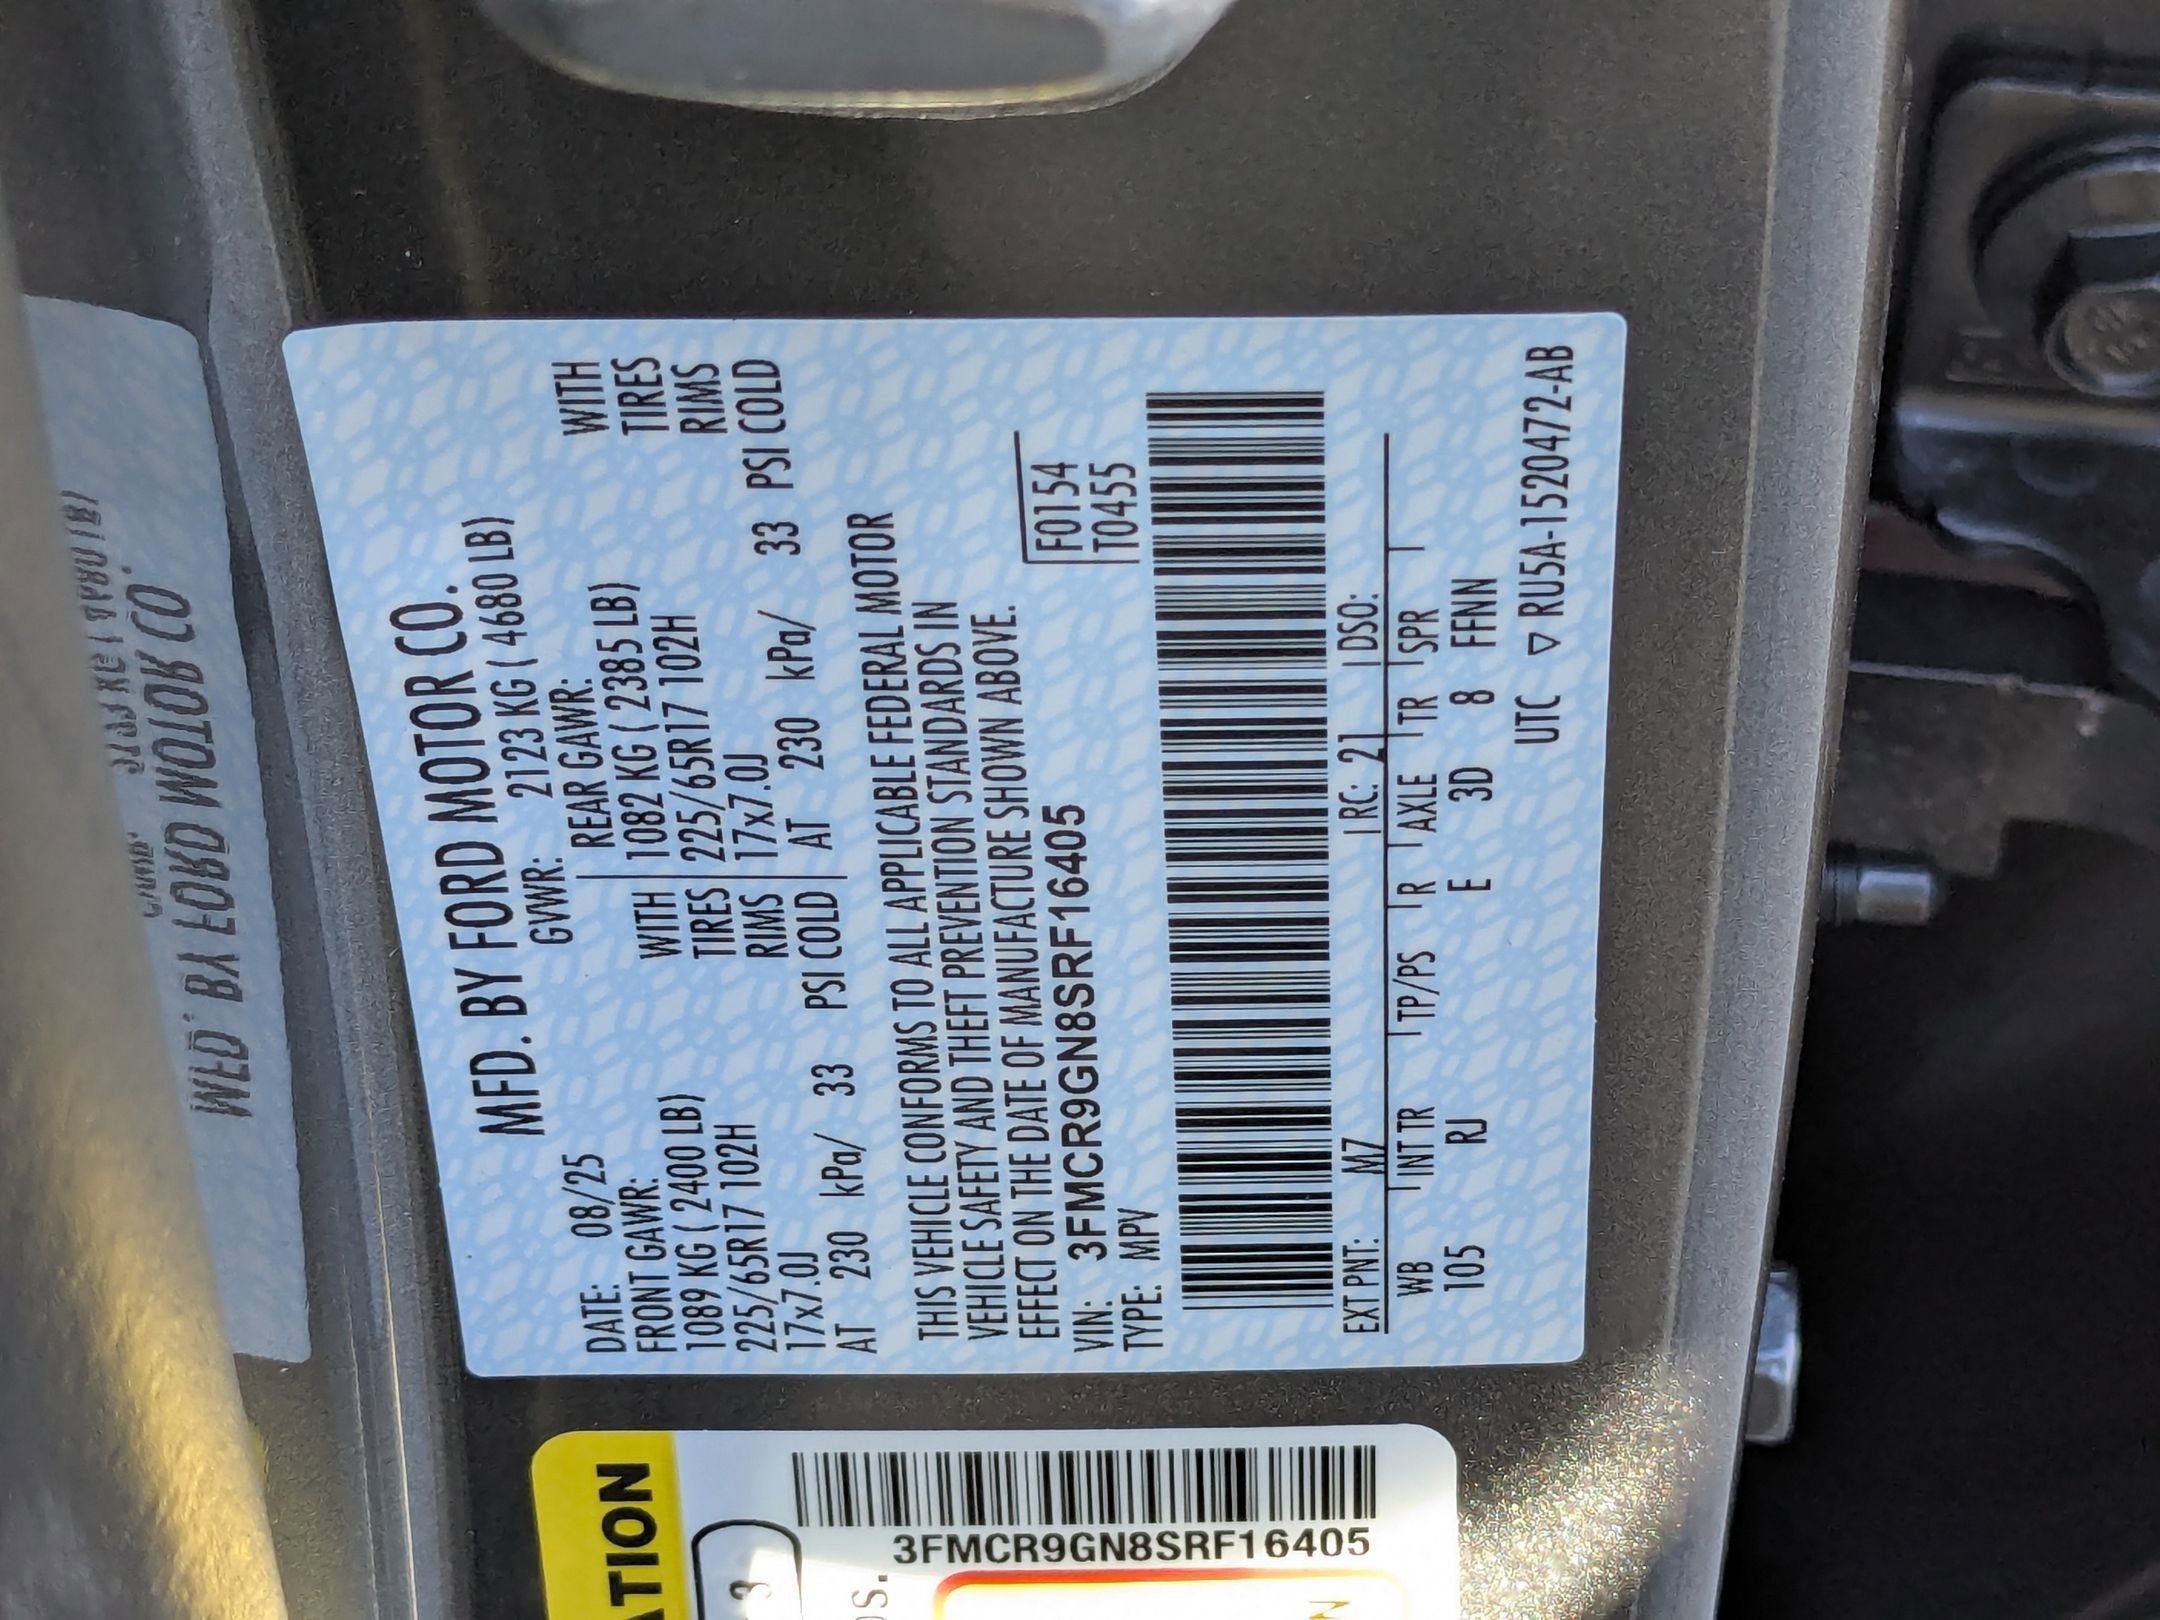 MFD. BY FORD MOTOR CO.
DATE: 08/25 GVWR: 2123 KG ( 4680 LB)
FRONT GAWR: REAR GAWR:
1089 KG ( 2400 LB) WITH 1082 KG ( 2385 LB) WITH
225/65R17 102H TIRES 225/65R17 102H TIRES
17x7.0J RIMS 17x7.0J RIMS
AT 230 kPa/ 33 PSI COLD AT 230 kPa/ 33 PSI COLD
THIS VEHICLE CONFORMS TO ALL APPLICABLE FEDERAL MOTOR
VEHICLE SAFETY AND THEFT PREVENTION STANDARDS IN
EFFECT ON THE DATE OF MANUFACTURE SHOWN ABOVE.
VIN: 3FMCR9GN8SRF16405 F0154
TYPE: MPV T0455
EXT PNT: M7 RC: 21 DSO:
WB INT TR TP/PS R AXLE TR SPR
105 RJ E 3D 8 FFNN
UTC ▽ RU5A-1520472-AB
ATION
3
3FMCR9GN8SRF16405
OS.
N
MFD. BY FORD MOTOR CO.